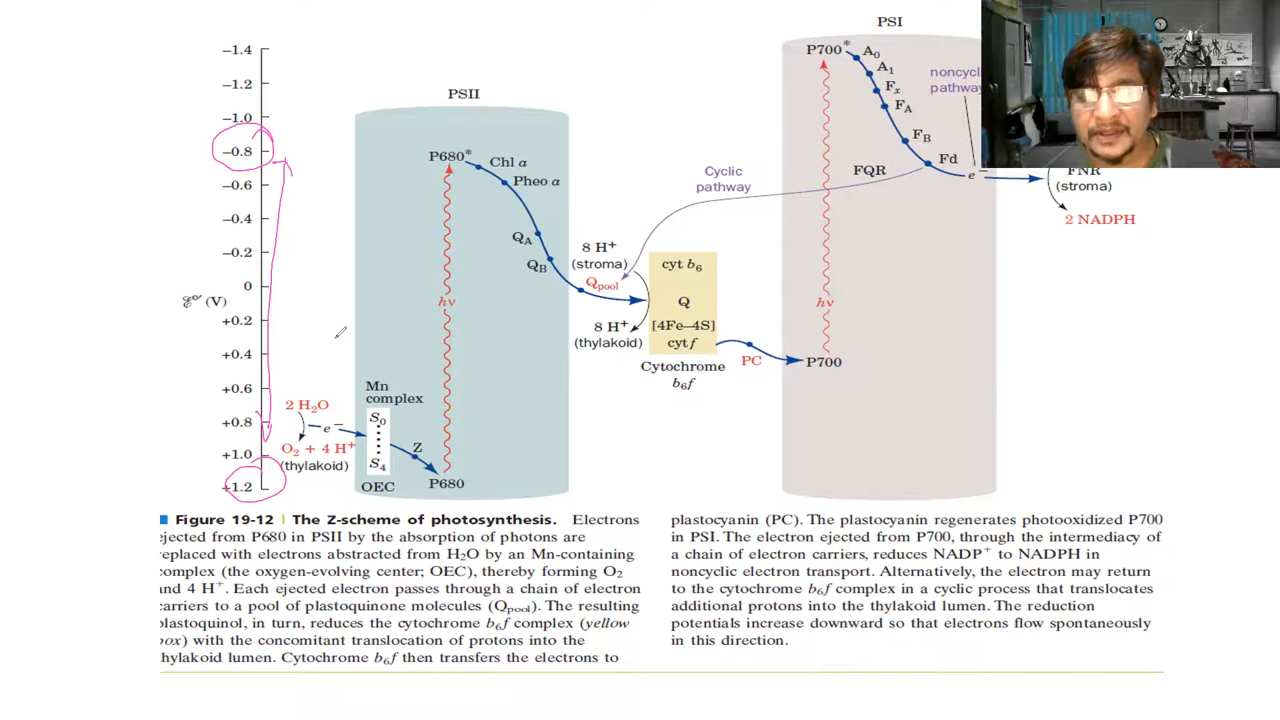 PSI
PSII
−1.4
−1.2
−1.0
−0.8
−0.6
−0.4
−0.2
0
+0.2
+0.4
+0.6
+0.8
+1.0
+1.2
ℰ°′ (V)
P700*
A0
A1
Fx
FA
FB
Fd
noncycli
pathway
FQR
e−
FNR
(stroma)
2 NADPH
P680*
Chl a
Pheo a
QA
QB
Cyclic
pathway
8 H+
(stroma)
Qpool
8 H+
(thylakoid)
cyt b6
Q
[4Fe–4S]
cyt f
Cytochrome
b6f
PC
P700
hν
hν
2 H2O
e−
O2 + 4 H+
(thylakoid)
Mn
complex
S0
S4
OEC
Z
P680
Figure 19-12 | The Z-scheme of photosynthesis. Electrons
ejected from P680 in PSII by the absorption of photons are
replaced with electrons abstracted from H2O by an Mn-containing
complex (the oxygen-evolving center; OEC), thereby forming O2
and 4 H+. Each ejected electron passes through a chain of electron
carriers to a pool of plastoquinone molecules (Qpool). The resulting
plastoquinol, in turn, reduces the cytochrome b6f complex (yellow
box) with the concomitant translocation of protons into the
thylakoid lumen. Cytochrome b6f then transfers the electrons to
plastocyanin (PC). The plastocyanin regenerates photooxidized P700
in PSI. The electron ejected from P700, through the intermediacy of
a chain of electron carriers, reduces NADP+ to NADPH in
noncyclic electron transport. Alternatively, the electron may return
to the cytochrome b6f complex in a cyclic process that translocates
additional protons into the thylakoid lumen. The reduction
potentials increase downward so that electrons flow spontaneously
in this direction.